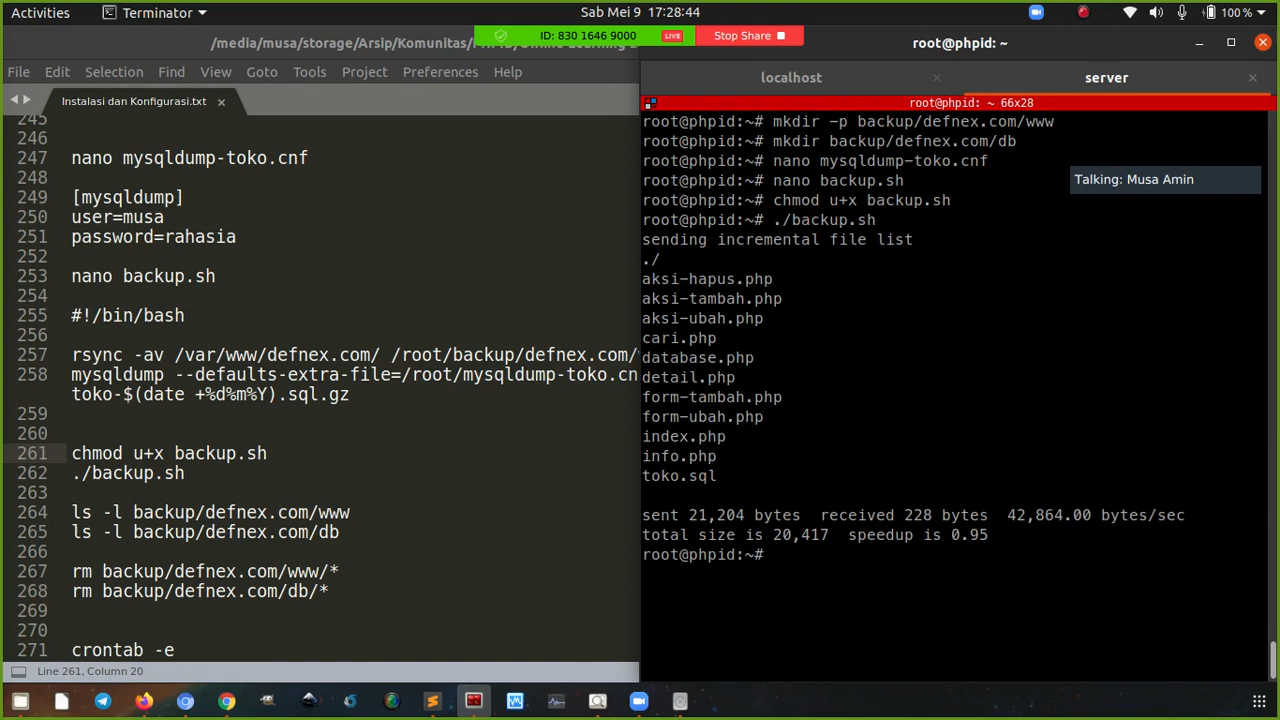 Activities
Terminator
Sab Mei 9 17:28:44
100 %
/media/musa/storage/Arsip/Komunitas/
ID: 830 1646 9000
LIVE
Stop Share
root@phpid: ~
File Edit Selection Find View Goto Tools Project Preferences Help
localhost
server
Instalasi dan Konfigurasi.txt
root@phpid: ~ 66x28
245
246
247 nano mysqldump-toko.cnf
248
249 [mysqldump]
250 user=musa
251 password=rahasia
252
253 nano backup.sh
254
255 #!/bin/bash
256
257 rsync -av /var/www/defnex.com/ /root/backup/defnex.com/
258 mysqldump --defaults-extra-file=/root/mysqldump-toko.cn
toko-$(date +%d%m%Y).sql.gz
259
260
261 chmod u+x backup.sh
262 ./backup.sh
263
264 ls -l backup/defnex.com/www
265 ls -l backup/defnex.com/db
266
267 rm backup/defnex.com/www/*
268 rm backup/defnex.com/db/*
269
270
271 crontab -e
Line 261, Column 20
root@phpid:~# mkdir -p backup/defnex.com/www
root@phpid:~# mkdir backup/defnex.com/db
root@phpid:~# nano mysqldump-toko.cnf
root@phpid:~# nano backup.sh
Talking: Musa Amin
root@phpid:~# chmod u+x backup.sh
root@phpid:~# ./backup.sh
sending incremental file list
./
aksi-hapus.php
aksi-tambah.php
aksi-ubah.php
cari.php
database.php
detail.php
form-tambah.php
form-ubah.php
index.php
info.php
toko.sql
sent 21,204 bytes  received 228 bytes  42,864.00 bytes/sec
total size is 20,417  speedup is 0.95
root@phpid:~#